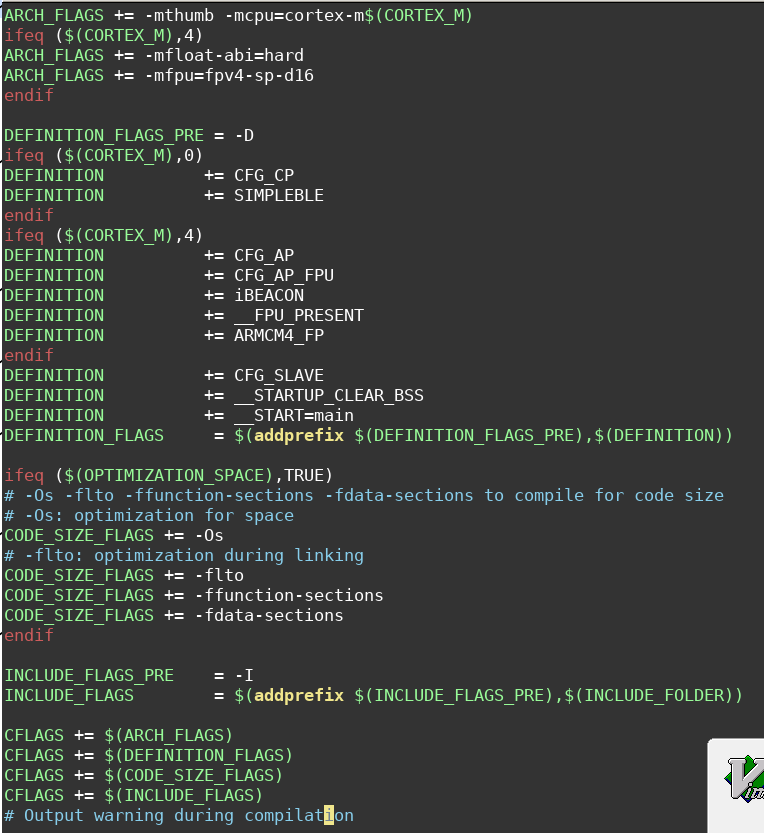 ARCH_FLAGS += -mthumb -mcpu=cortex-m$(CORTEX_M)
ifeq ($(CORTEX_M),4)
ARCH_FLAGS += -mfloat-abi=hard
ARCH_FLAGS += -mfpu=fpv4-sp-d16
endif
DEFINITION_FLAGS_PRE = -D
ifeq ($(CORTEX_M),0)
DEFINITION          += CFG_CP
DEFINITION          += SIMPLEBLE
endif
ifeq ($(CORTEX_M),4)
DEFINITION          += CFG_AP
DEFINITION          += CFG_AP_FPU
DEFINITION          += iBEACON
DEFINITION          += __FPU_PRESENT
DEFINITION          += ARMCM4_FP
endif
DEFINITION          += CFG_SLAVE
DEFINITION          += __STARTUP_CLEAR_BSS
DEFINITION          += __START=main
DEFINITION_FLAGS     = $(addprefix $(DEFINITION_FLAGS_PRE),$(DEFINITION))
ifeq ($(OPTIMIZATION_SPACE),TRUE)
# -Os -flto -ffunction-sections -fdata-sections to compile for code size
# -Os: optimization for space
CODE_SIZE_FLAGS += -Os
# -flto: optimization during linking
CODE_SIZE_FLAGS += -flto
CODE_SIZE_FLAGS += -ffunction-sections
CODE_SIZE_FLAGS += -fdata-sections
endif
INCLUDE_FLAGS_PRE    = -I
INCLUDE_FLAGS        = $(addprefix $(INCLUDE_FLAGS_PRE),$(INCLUDE_FOLDER))
CFLAGS += $(ARCH_FLAGS)
CFLAGS += $(DEFINITION_FLAGS)
CFLAGS += $(CODE_SIZE_FLAGS)
CFLAGS += $(INCLUDE_FLAGS)
# Output warning during compilation